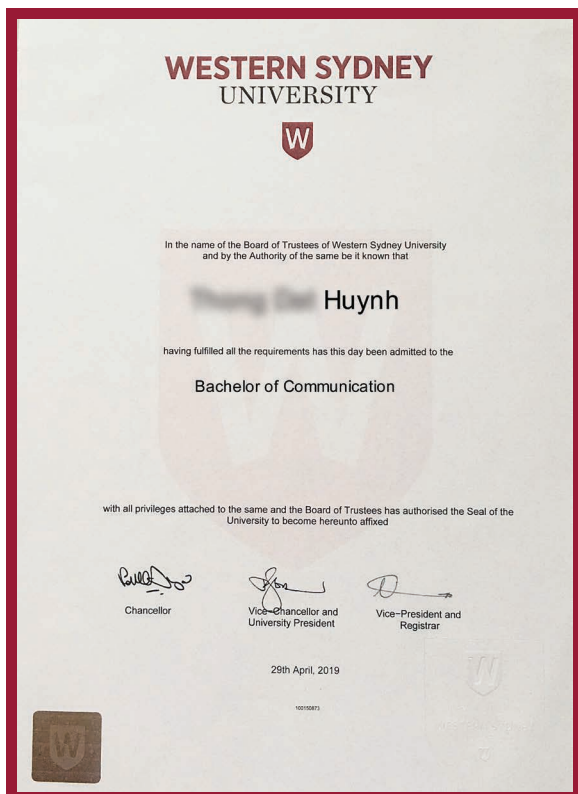 WESTERN SYDNEY
UNIVERSITY
W
In the name of the Board of Trustees of Western Sydney University
and by the Authority of the same be it known that
Huynh
having fulfilled all the requirements has this day been admitted to the
Bachelor of Communication
with all privileges attached to the same and the Board of Trustees has authorised the Seal of the
University to become hereunto affixed
Chancellor
Vice-Chancellor and
University President
Vice-President and
Registrar
29th April, 2019
W
W